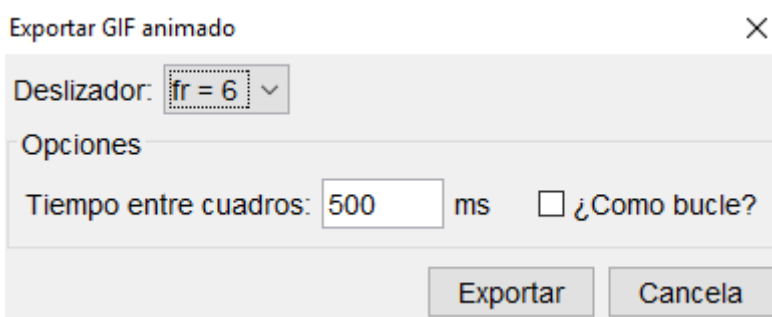 Exportar GIF animado
Deslizador: fr = 6
Opciones
Tiempo entre cuadros: 500 ms ¿Como bucle?
Exportar Cancela